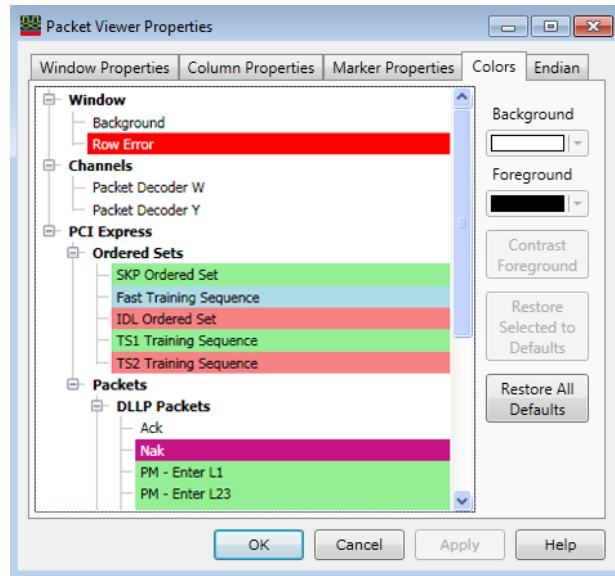 Packet Viewer Properties
Window Properties
Column Properties
Marker Properties
Colors
Endian
Window
Background
Row Error
Channels
Packet Decoder W
Packet Decoder Y
PCI Express
Ordered Sets
SKP Ordered Set
Fast Training Sequence
IDL Ordered Set
TS1 Training Sequence
TS2 Training Sequence
Packets
DLLP Packets
Ack
Nak
PM - Enter L1
PM - Enter L23
Background
Foreground
Contrast
Foreground
Restore
Selected to
Defaults
Restore All
Defaults
OK
Cancel
Apply
Help